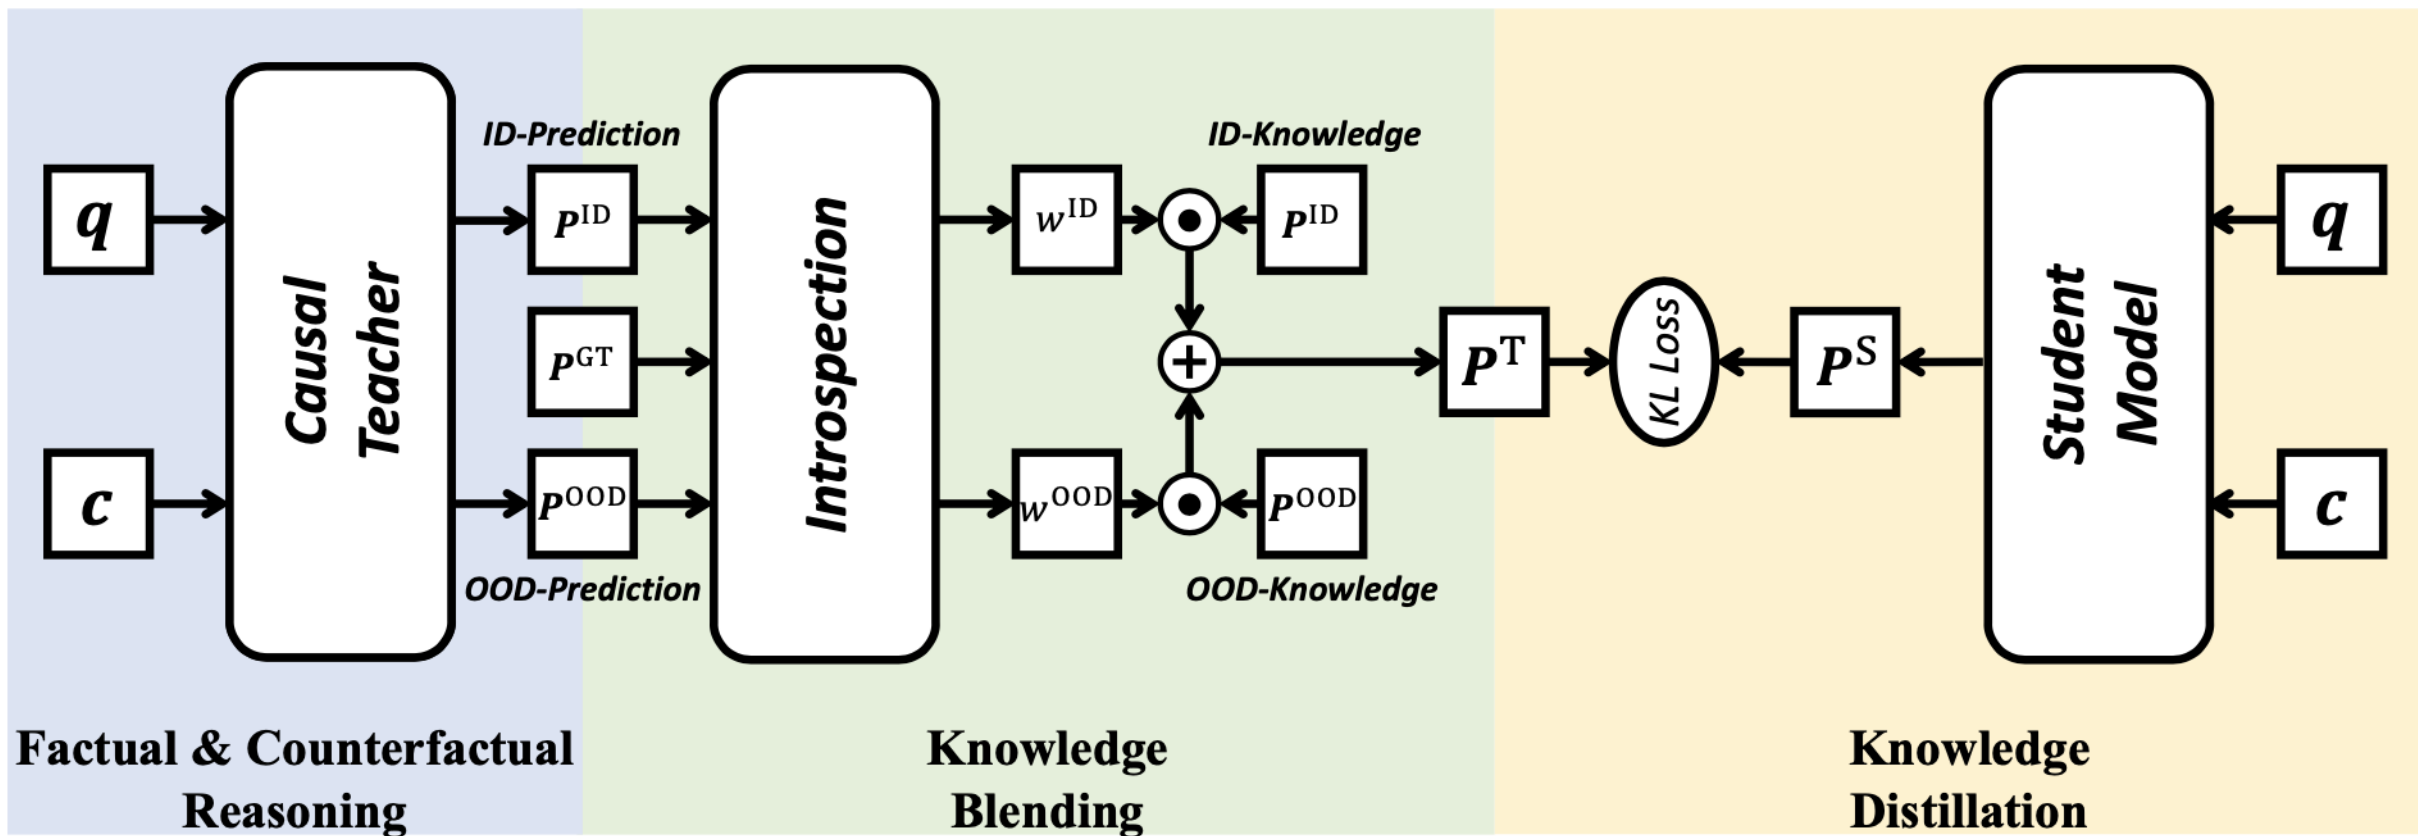 ID-Prediction
ID-Knowledge
q
Causal
Teacher
P^ID
Introspection
w^ID
P^ID
Student
Model
q
P^GT
P^T
KL Loss
P^S
c
P^OOD
w^OOD
P^OOD
c
OOD-Prediction
OOD-Knowledge
Factual & Counterfactual
Reasoning
Knowledge
Blending
Knowledge
Distillation